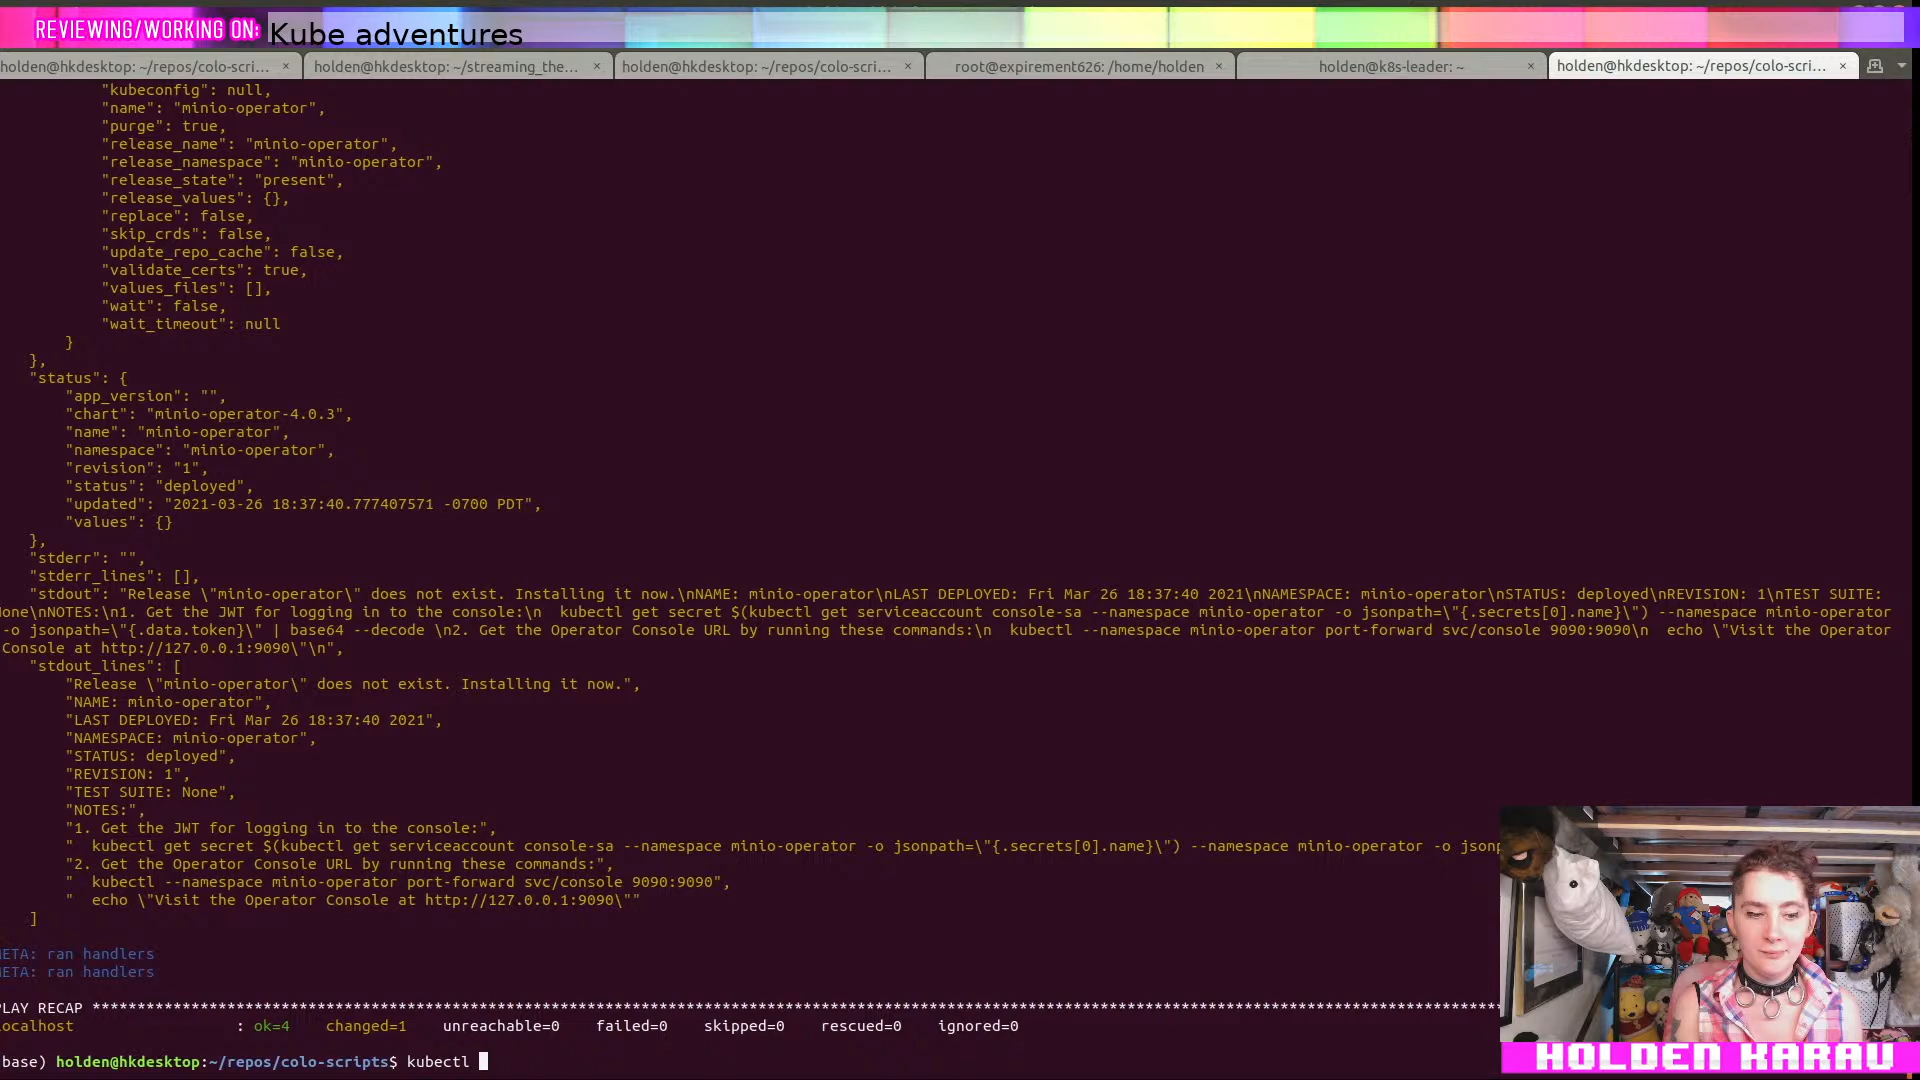 REVIEWING/WORKING ON: Kube adventures
holden@hkdesktop: ~/repos/colo-scri... × holden@hkdesktop: ~/streaming_the... × holden@hkdesktop: ~/repos/colo-scri... × root@expirement626: /home/holden × holden@k8s-leader: ~ × holden@hkdesktop: ~/repos/colo-scri... ×
"kubeconfig": null,
"name": "minio-operator",
"purge": true,
"release_name": "minio-operator",
"release_namespace": "minio-operator",
"release_state": "present",
"release_values": {},
"replace": false,
"skip_crds": false,
"update_repo_cache": false,
"validate_certs": true,
"values_files": [],
"wait": false,
"wait_timeout": null
}
},
"status": {
"app_version": "",
"chart": "minio-operator-4.0.3",
"name": "minio-operator",
"namespace": "minio-operator",
"revision": "1",
"status": "deployed",
"updated": "2021-03-26 18:37:40.777407571 -0700 PDT",
"values": {}
},
"stderr": "",
"stderr_lines": [],
"stdout": "Release \"minio-operator\" does not exist. Installing it now.\nNAME: minio-operator\nLAST DEPLOYED: Fri Mar 26 18:37:40 2021\nNAMESPACE: minio-operator\nSTATUS: deployed\nREVISION: 1\nTEST SUITE:
None\nNOTES:\n1. Get the JWT for logging in to the console:\n  kubectl get secret $(kubectl get serviceaccount console-sa --namespace minio-operator -o jsonpath=\"{.secrets[0].name}\") --namespace minio-operator
-o jsonpath=\"{.data.token}\" | base64 --decode \n2. Get the Operator Console URL by running these commands:\n  kubectl --namespace minio-operator port-forward svc/console 9090:9090\n  echo \"Visit the Operator
Console at http://127.0.0.1:9090\"\n",
"stdout_lines": [
"Release \"minio-operator\" does not exist. Installing it now.",
"NAME: minio-operator",
"LAST DEPLOYED: Fri Mar 26 18:37:40 2021",
"NAMESPACE: minio-operator",
"STATUS: deployed",
"REVISION: 1",
"TEST SUITE: None",
"NOTES:",
"1. Get the JWT for logging in to the console:",
"  kubectl get secret $(kubectl get serviceaccount console-sa --namespace minio-operator -o jsonpath=\"{.secrets[0].name}\") --namespace minio-operator -o jsonp
"2. Get the Operator Console URL by running these commands:",
"  kubectl --namespace minio-operator port-forward svc/console 9090:9090",
"  echo \"Visit the Operator Console at http://127.0.0.1:9090\""
]
META: ran handlers
META: ran handlers
PLAY RECAP *****************************************************************************************************************************************************
localhost : ok=4 changed=1 unreachable=0 failed=0 skipped=0 rescued=0 ignored=0
base) holden@hkdesktop:~/repos/colo-scripts$ kubectl
HOLDEN KARAU